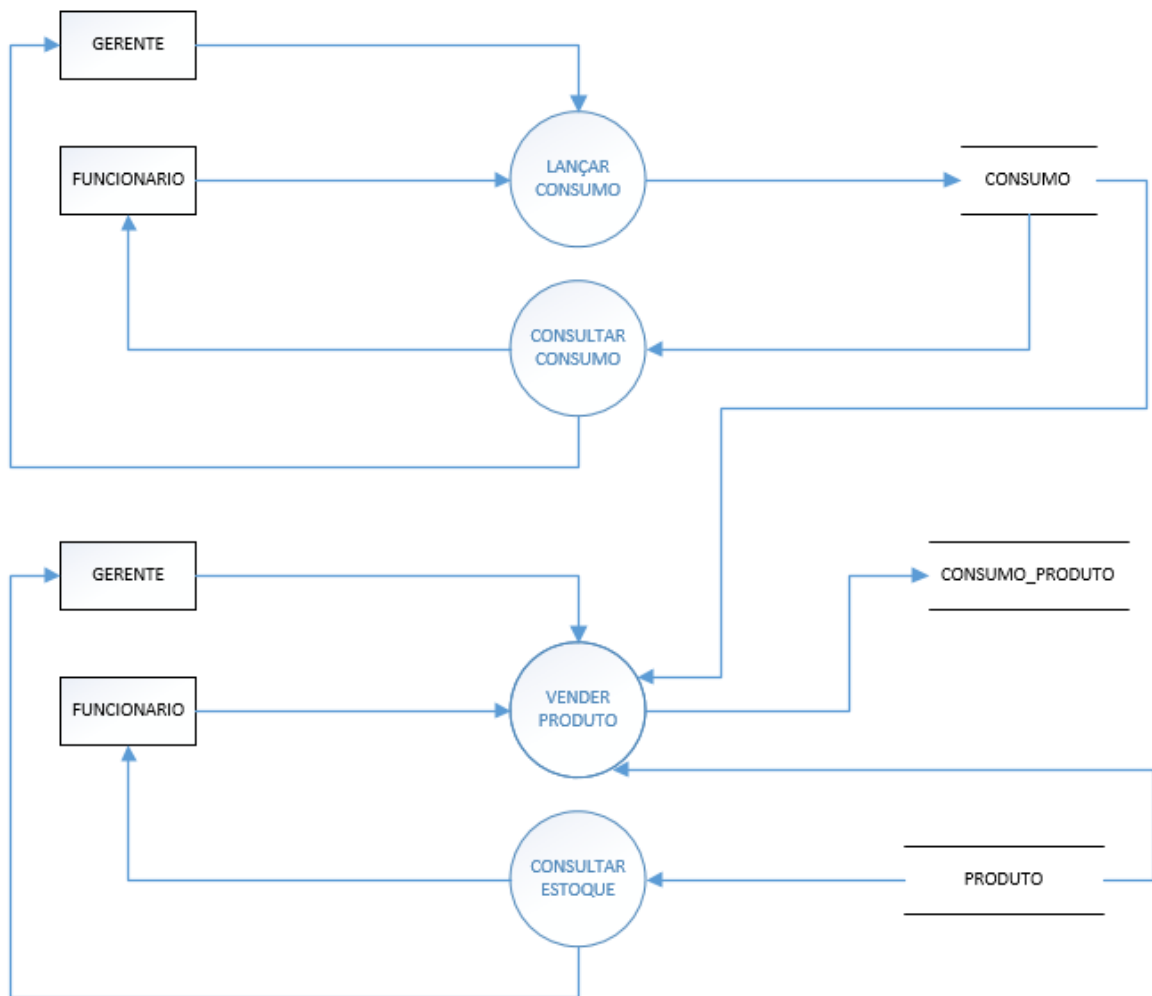 GERENTE
FUNCIONARIO
LANÇAR
CONSUMO
CONSUMO
CONSULTAR
CONSUMO
GERENTE
CONSUMO_PRODUTO
FUNCIONARIO
VENDER
PRODUTO
CONSULTAR
ESTOQUE
PRODUTO